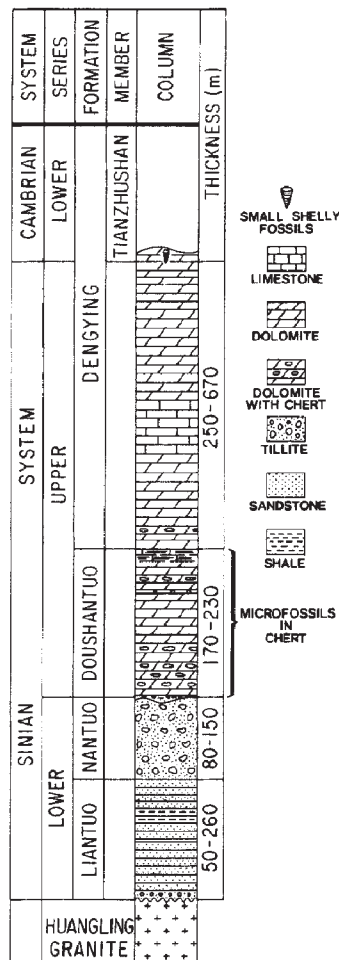 SYSTEM
SERIES
FORMATION
MEMBER
COLUMN
THICKNESS (m)
CAMBRIAN
LOWER
TIANZHUSHAN
DENGYING
SYSTEM
UPPER
250-670
DOUSHANTUO
170-230
SINIAN
LOWER
NANTUO
80-150
LIANTUO
50-260
HUANGLING
GRANITE
SMALL SHELLY
FOSSILS
LIMESTONE
DOLOMITE
DOLOMITE
WITH CHERT
TILLITE
SANDSTONE
SHALE
MICROFOSSILS
IN
CHERT